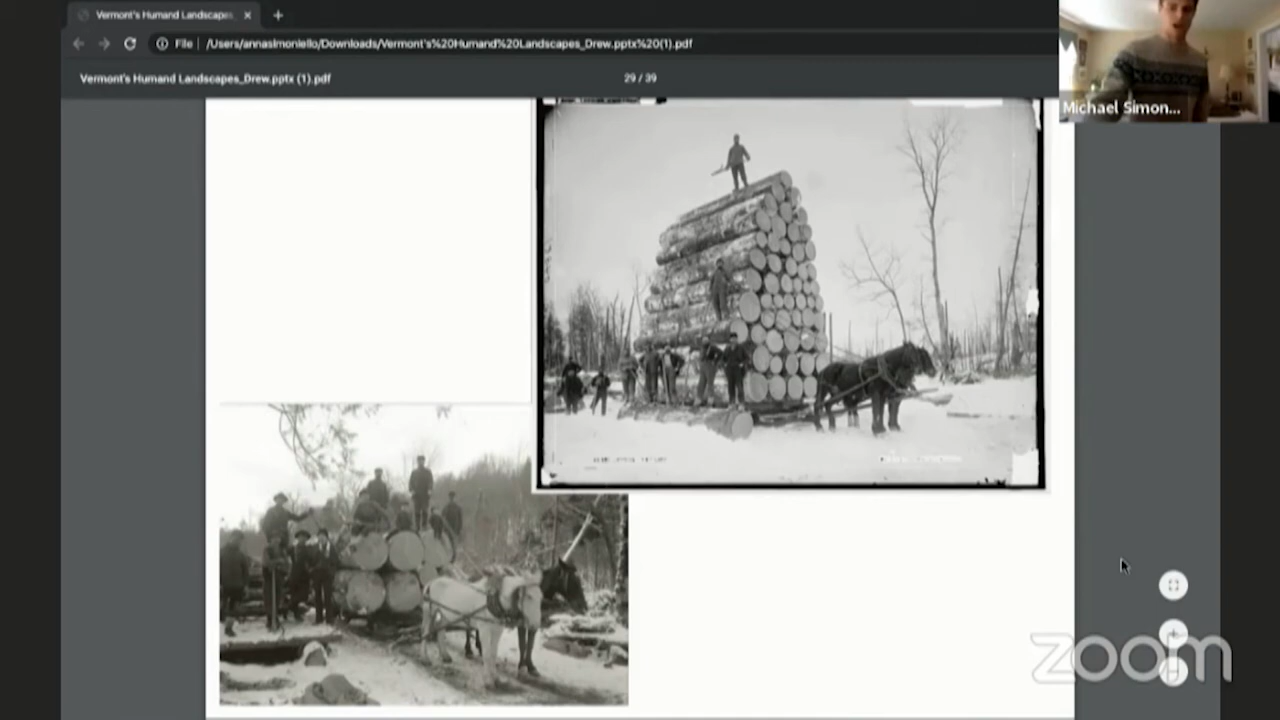 Vermont's Humand Landscapes_
File | /Users/annasimoniello/Downloads/Vermont's%20Humand%20Landscapes_Drew.pptx%20(1).pdf
Vermont's Humand Landscapes_Drew.pptx (1).pdf
29 / 39
Michael Simon...
zoom